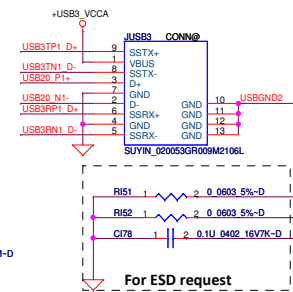 +USB3_VCCA
JUSB3 CONN@
USB3TP1_D+ 9 SSTX+
1 VBUS
USB3TN1_D- 8 SSTX-
USB20_P1+ 3 D+
7 GND
USB20_N1- 2 D- GND 10 USBGND2
USB3RP1_D+ 6 SSRX+ GND 11
4 GND GND 12
USB3RN1_D- 5 SSRX- GND 13
SUYIN_020053GR009M2106L
RI51 1 2 0_0603_5%~D
RI52 1 2 0_0603_5%~D
CI78 1 2 0.1U_0402_16V7K~D
For ESD request